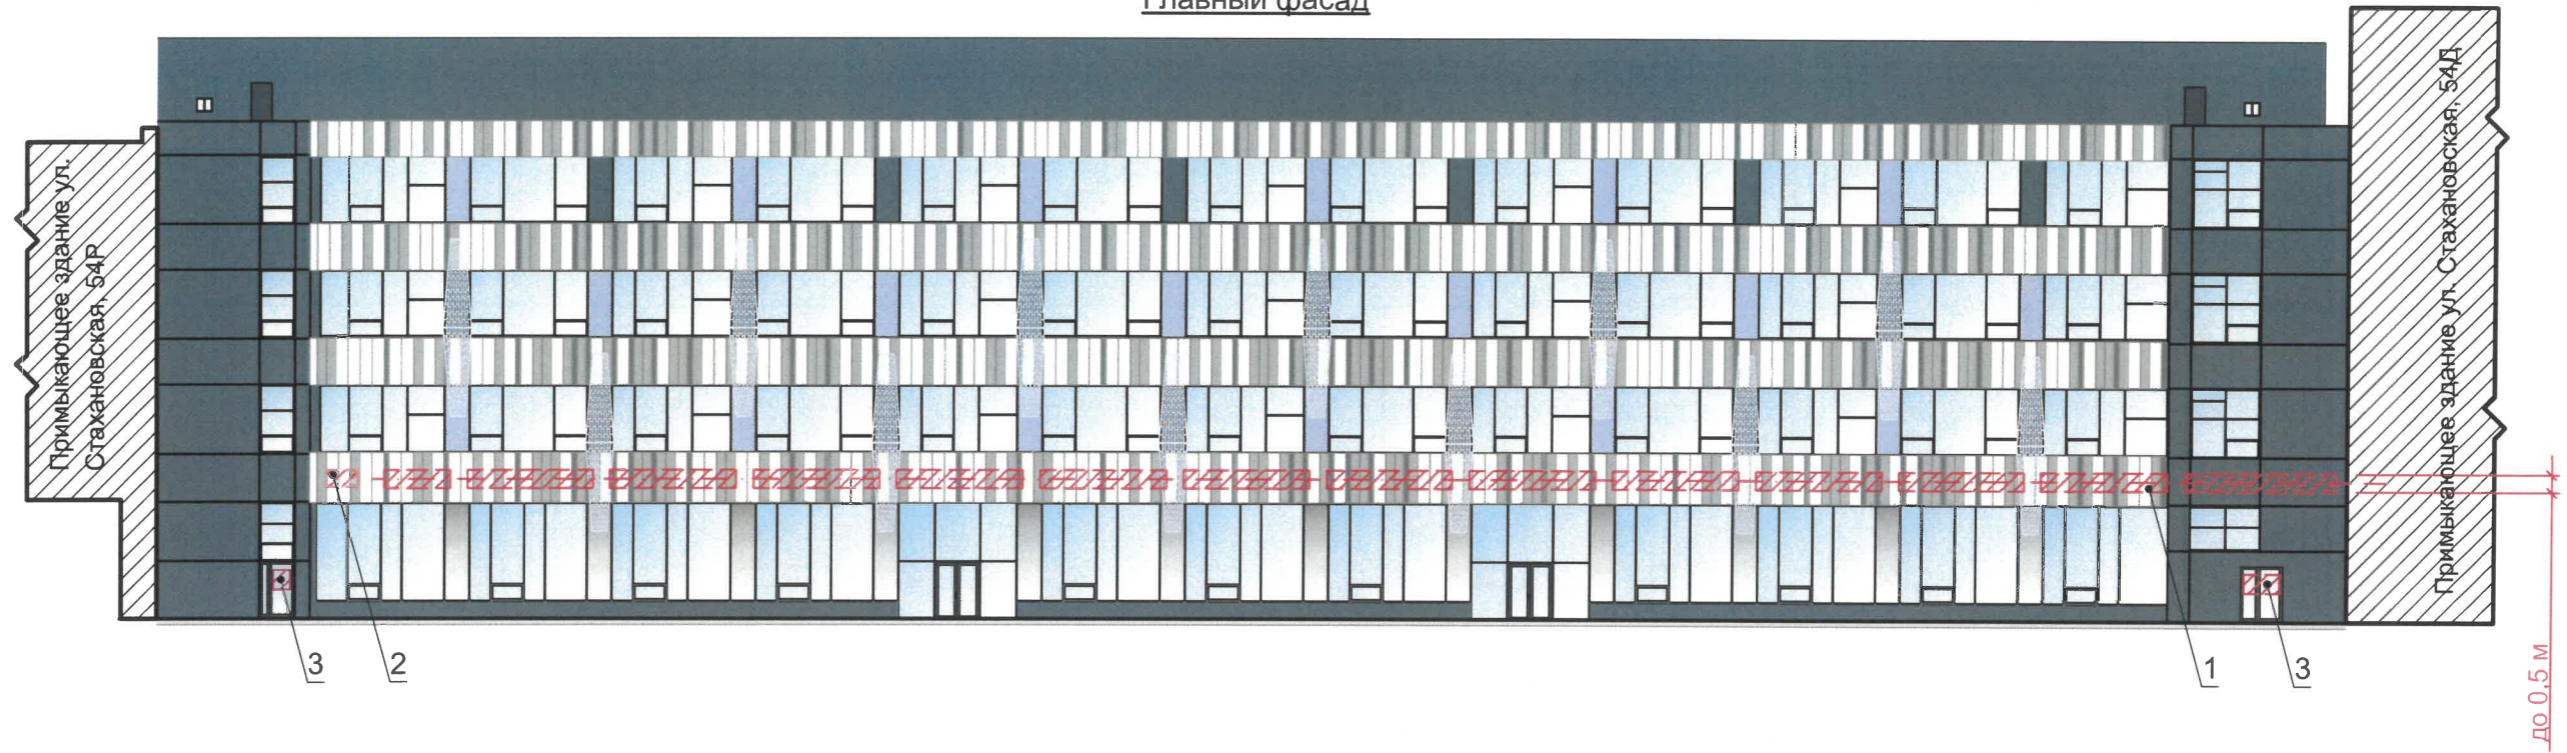 Главный фасад
Примыкающее здание ул.
Стахановская, 54Р
Примыкающее здание ул. Стахановская, 54Д
3
2
1
3
до 0,5 м